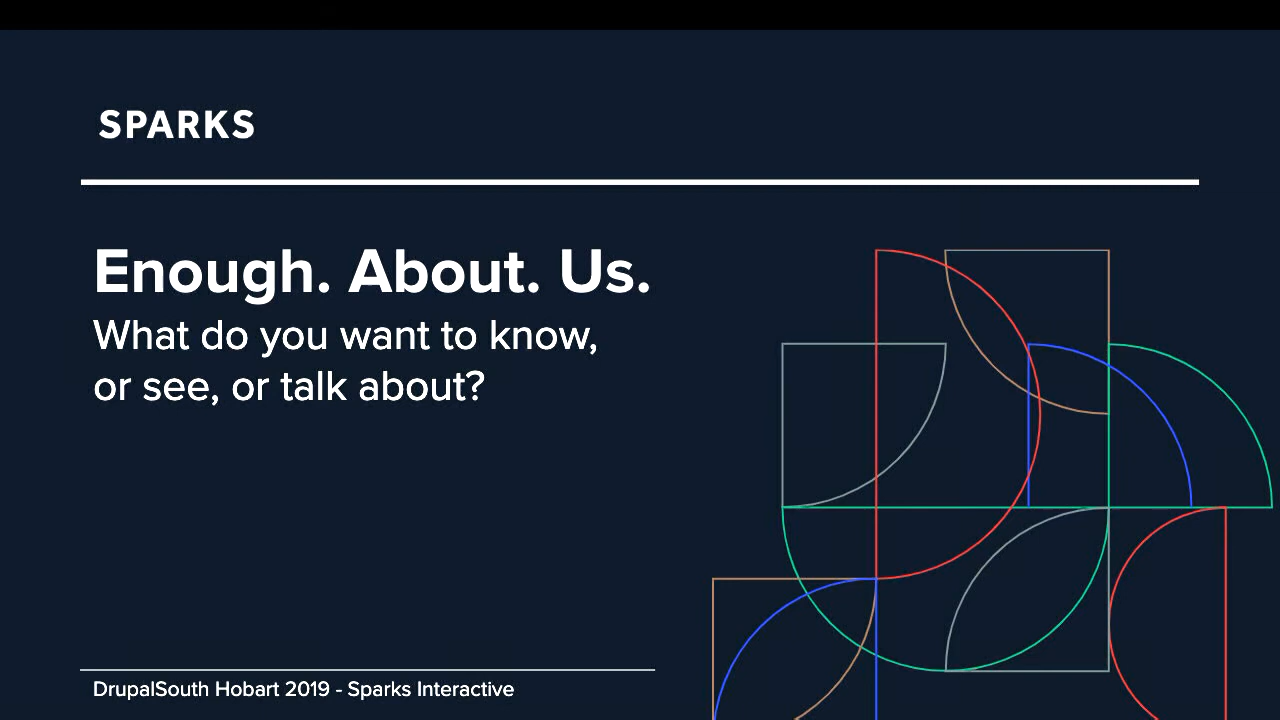 SPARKS
Enough. About. Us.
What do you want to know,
or see, or talk about?
DrupalSouth Hobart 2019 - Sparks Interactive